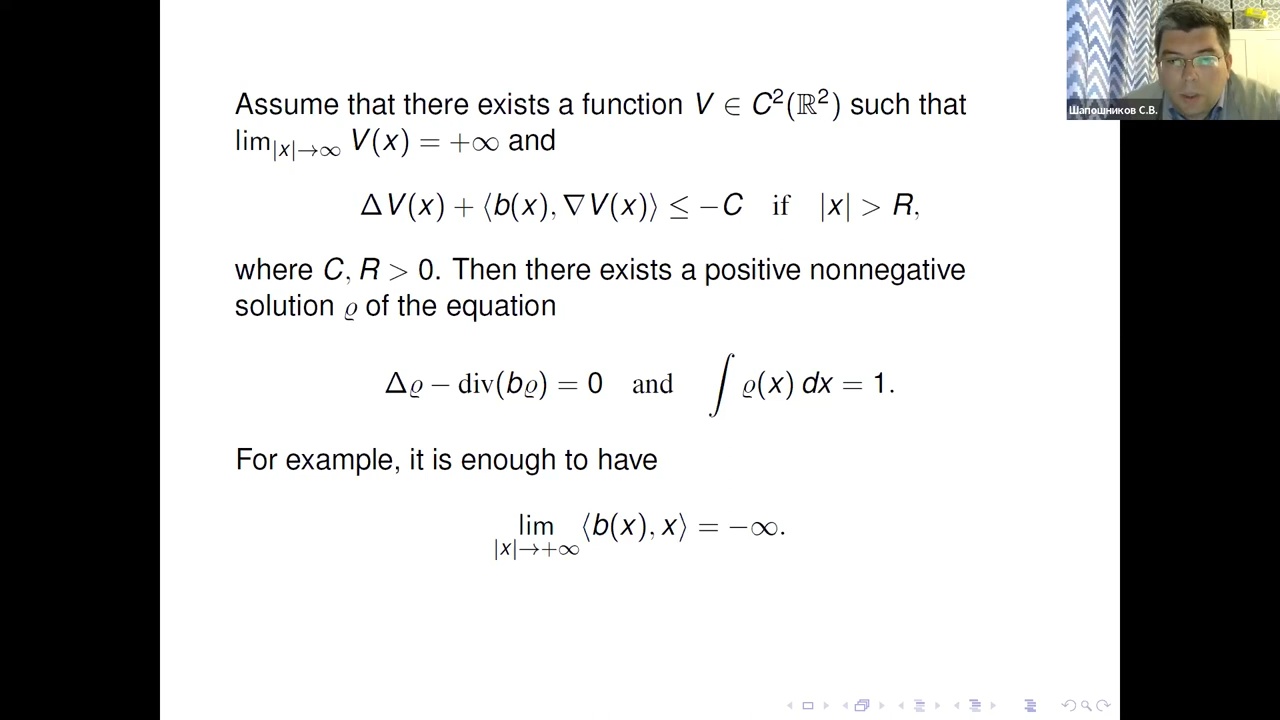 Assume that there exists a function V ∈ C²(ℝ²) such that
lim_{|x|→∞} V(x) = +∞ and
ΔV(x) + ⟨b(x), ∇V(x)⟩ ≤ −C if |x| > R,
where C, R > 0. Then there exists a positive nonnegative
solution ϱ of the equation
Δϱ − div(bϱ) = 0 and ∫ ϱ(x) dx = 1.
For example, it is enough to have
lim_{|x|→+∞} ⟨b(x), x⟩ = −∞.
Шапошников С.В.